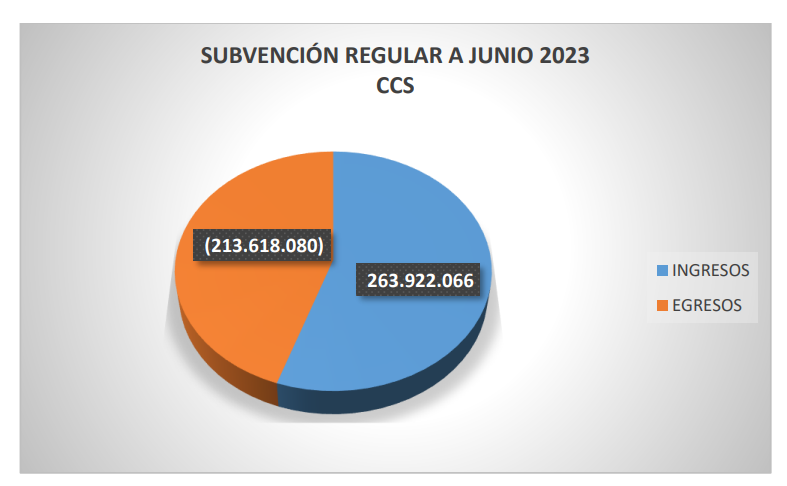 SUBVENCIÓN REGULAR A JUNIO 2023
CCS
(213.618.080)
263.922.066
INGRESOS
EGRESOS